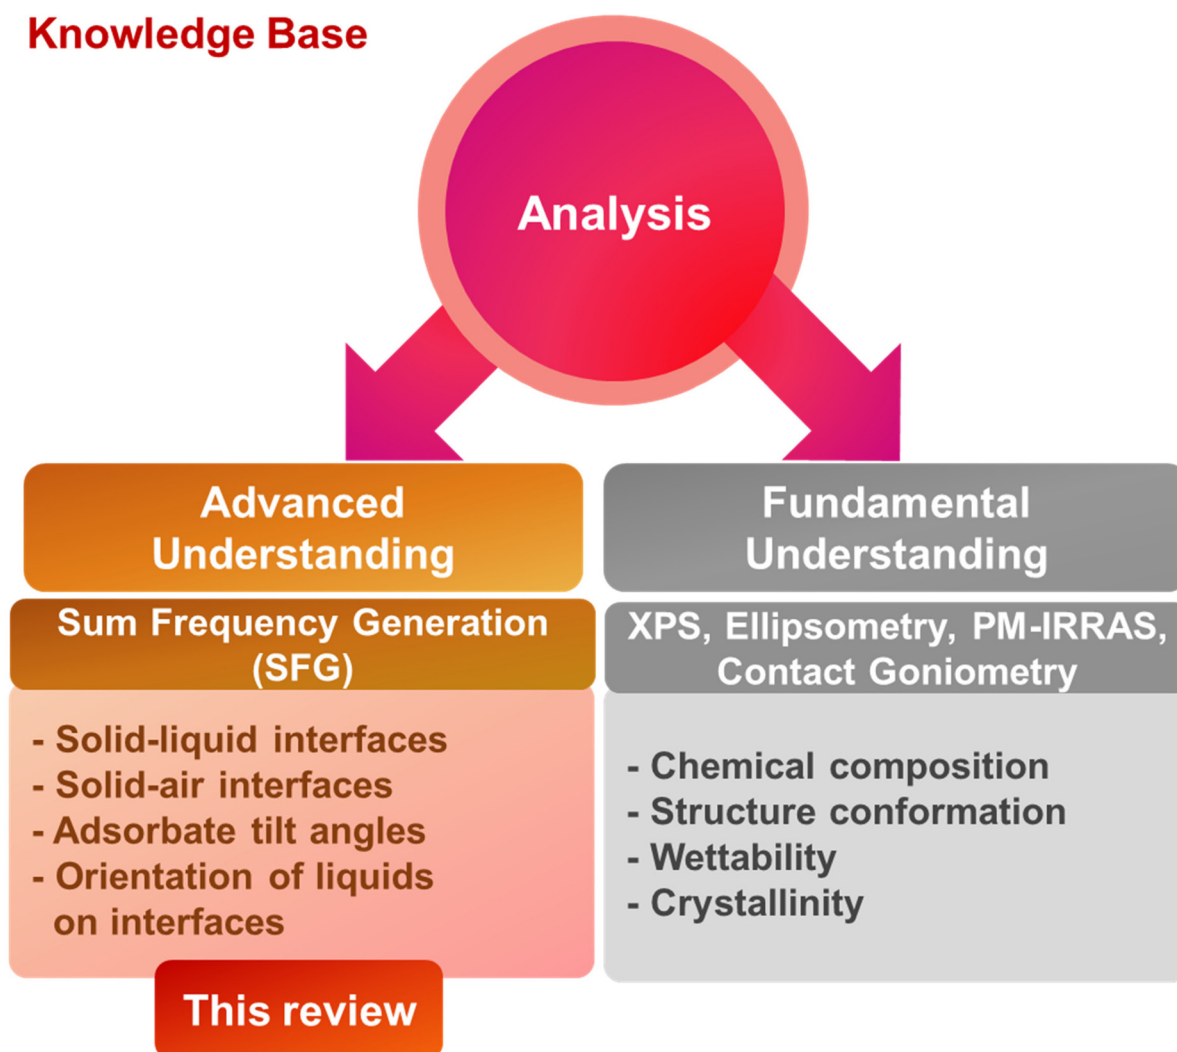 Knowledge Base
Analysis
Advanced
Understanding
Sum Frequency Generation
(SFG)
- Solid-liquid interfaces
- Solid-air interfaces
- Adsorbate tilt angles
- Orientation of liquids
on interfaces
This review
Fundamental
Understanding
XPS, Ellipsometry, PM-IRRAS,
Contact Goniometry
- Chemical composition
- Structure conformation
- Wettability
- Crystallinity